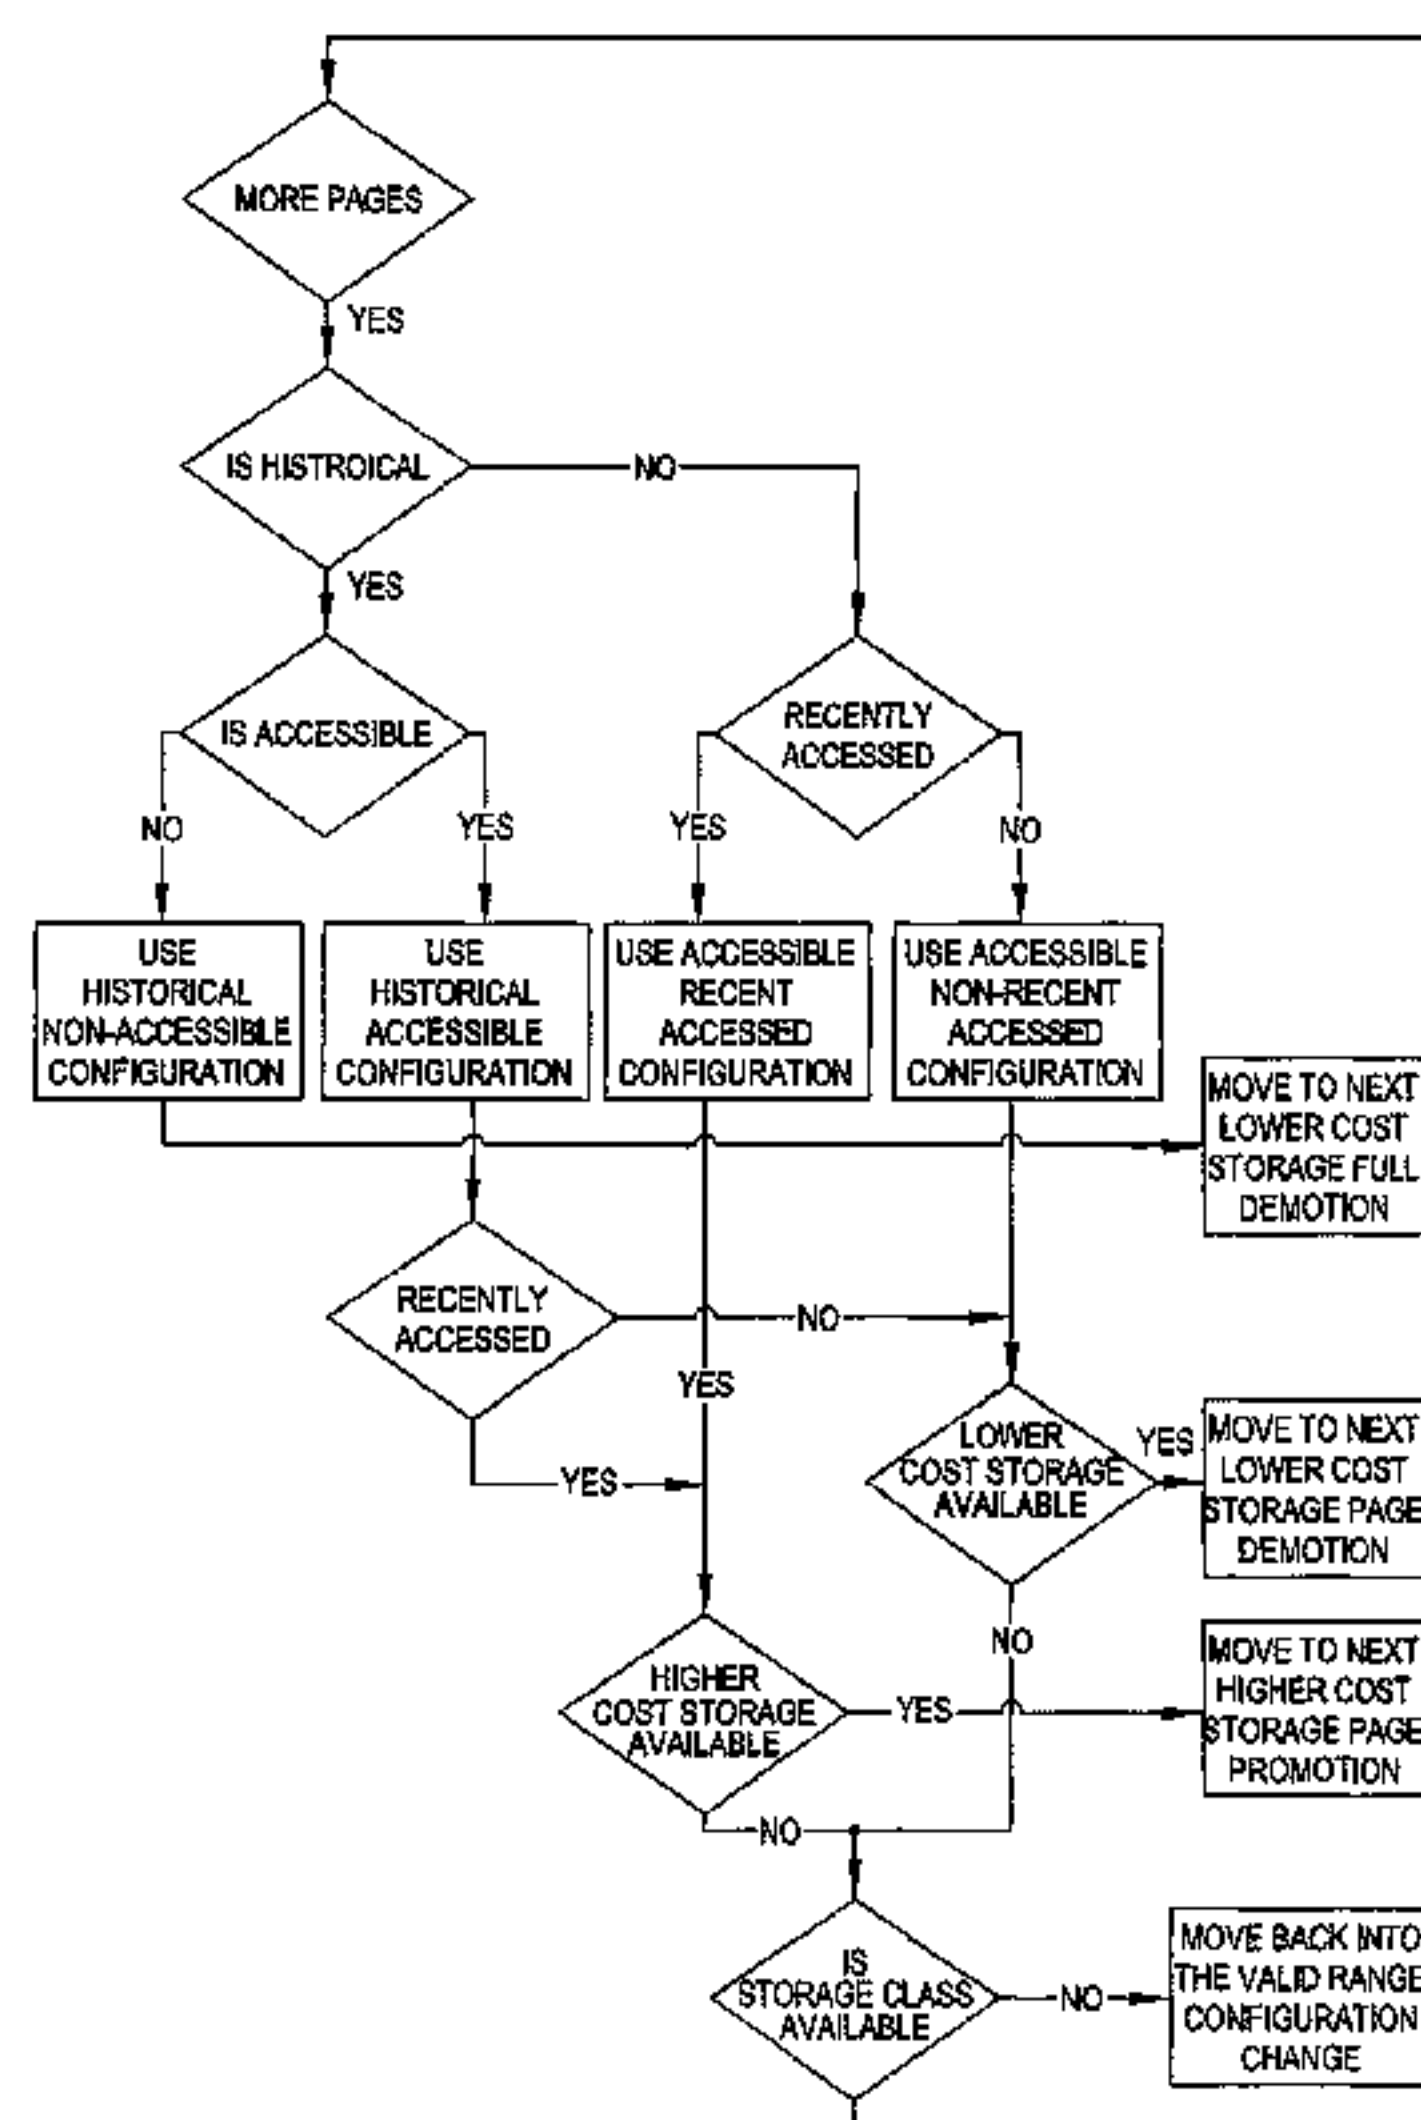 MORE PAGES
YES
IS HISTROICAL
NO
YES
IS ACCESSIBLE
RECENTLY
ACCESSED
NO
YES
YES
NO
USE
HISTORICAL
NON-ACCESSIBLE
CONFIGURATION
USE
HISTORICAL
ACCESSIBLE
CONFIGURATION
USE ACCESSIBLE
RECENT
ACCESSED
CONFIGURATION
USE ACCESSIBLE
NON-RECENT
ACCESSED
CONFIGURATION
MOVE TO NEXT
LOWER COST
STORAGE FULL
DEMOTION
RECENTLY
ACCESSED
NO
YES
YES
LOWER
COST STORAGE
AVAILABLE
YES
MOVE TO NEXT
LOWER COST
STORAGE PAGE
DEMOTION
NO
HIGHER
COST STORAGE
AVAILABLE
YES
MOVE TO NEXT
HIGHER COST
STORAGE PAGE
PROMOTION
NO
IS
STORAGE CLASS
AVAILABLE
NO
MOVE BACK INTO
THE VALID RANGE
CONFIGURATION
CHANGE